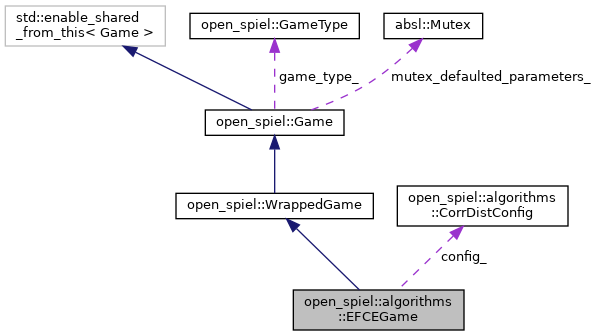 std::enable_shared
_from_this< Game >
open_spiel::GameType
absl::Mutex
game_type_
mutex_defaulted_parameters_
open_spiel::Game
open_spiel::WrappedGame
open_spiel::algorithms
::CorrDistConfig
config_
open_spiel::algorithms
::EFCEGame